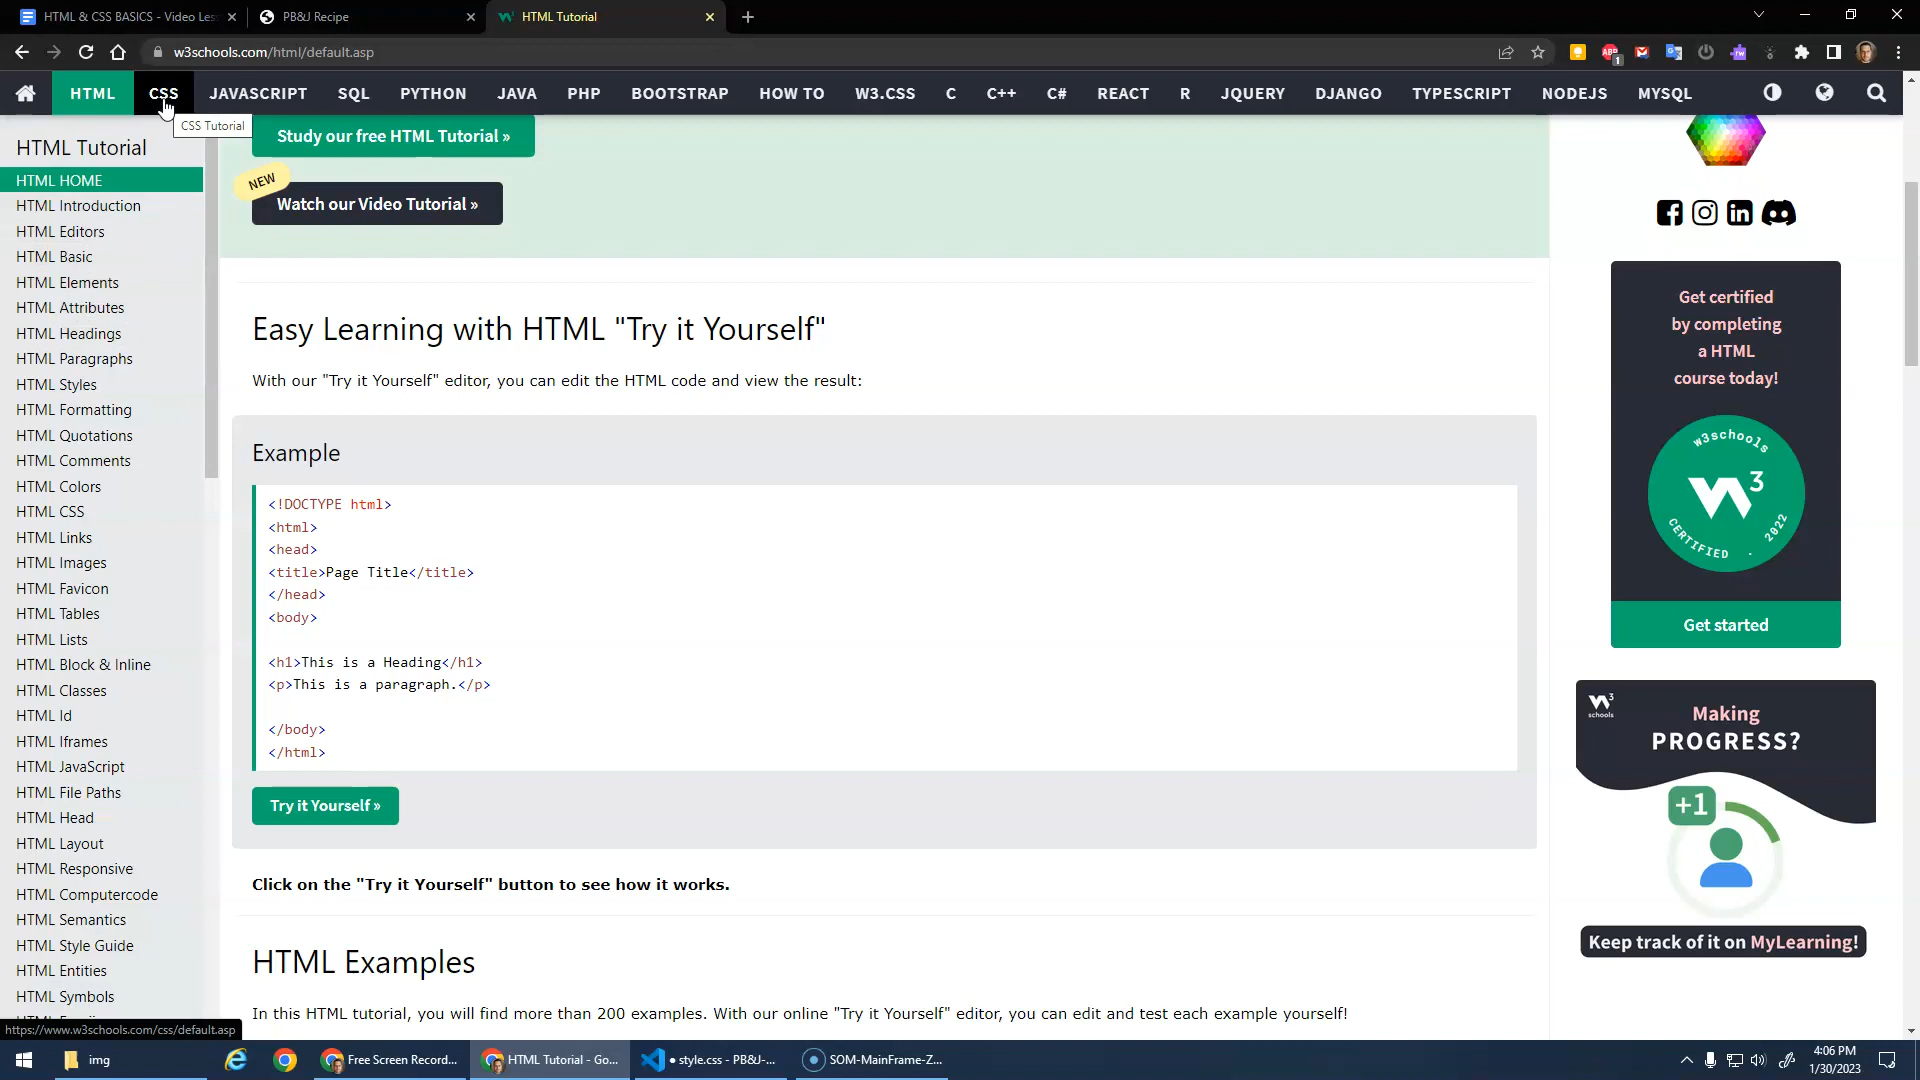 HTML & CSS BASICS - Video Les
PB&J Recipe
HTML Tutorial
w3schools.com/html/default.asp
HTML
CSS
JAVASCRIPT
SQL
PYTHON
JAVA
PHP
BOOTSTRAP
HOW TO
W3.CSS
C
C++
C#
REACT
R
JQUERY
DJANGO
TYPESCRIPT
NODEJS
MYSQL
CSS Tutorial
HTML Tutorial
HTML HOME
HTML Introduction
HTML Editors
HTML Basic
HTML Elements
HTML Attributes
HTML Headings
HTML Paragraphs
HTML Styles
HTML Formatting
HTML Quotations
HTML Comments
HTML Colors
HTML CSS
HTML Links
HTML Images
HTML Favicon
HTML Tables
HTML Lists
HTML Block & Inline
HTML Classes
HTML Id
HTML Iframes
HTML JavaScript
HTML File Paths
HTML Head
HTML Layout
HTML Responsive
HTML Computercode
HTML Semantics
HTML Style Guide
HTML Entities
HTML Symbols
https://www.w3schools.com/css/default.asp
Study our free HTML Tutorial »
NEW
Watch our Video Tutorial »
Easy Learning with HTML "Try it Yourself"
With our "Try it Yourself" editor, you can edit the HTML code and view the result:
Example
<!DOCTYPE html>
<html>
<head>
<title>Page Title</title>
</head>
<body>
<h1>This is a Heading</h1>
<p>This is a paragraph.</p>
</body>
</html>
Try it Yourself »
Click on the "Try it Yourself" button to see how it works.
HTML Examples
In this HTML tutorial, you will find more than 200 examples. With our online "Try it Yourself" editor, you can edit and test each example yourself!
Get certified
by completing
a HTML
course today!
w3schools
3
CERTIFIED . 2022
Get started
3
schools
Making
PROGRESS?
+1
Keep track of it on MyLearning!
img
Free Screen Record...
HTML Tutorial - Go...
● style.css - PB&J-...
SOM-MainFrame-Z...
4:06 PM
1/30/2023